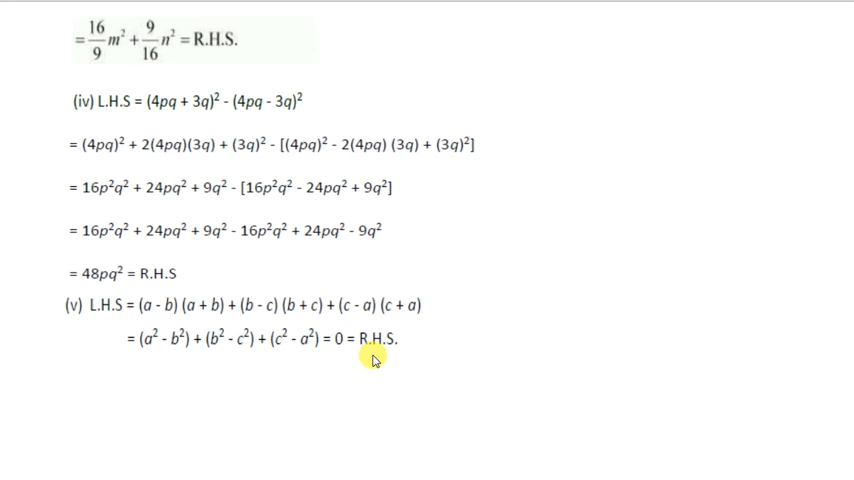 = 16/9 m² + 9/16 n² = R.H.S.
(iv) L.H.S = (4pq + 3q)² - (4pq - 3q)²
= (4pq)² + 2(4pq)(3q) + (3q)² - [(4pq)² - 2(4pq) (3q) + (3q)²]
= 16p²q² + 24pq² + 9q² - [16p²q² - 24pq² + 9q²]
= 16p²q² + 24pq² + 9q² - 16p²q² + 24pq² - 9q²
= 48pq² = R.H.S
(v) L.H.S = (a - b) (a + b) + (b - c) (b + c) + (c - a) (c + a)
= (a² - b²) + (b² - c²) + (c² - a²) = 0 = R.H.S.